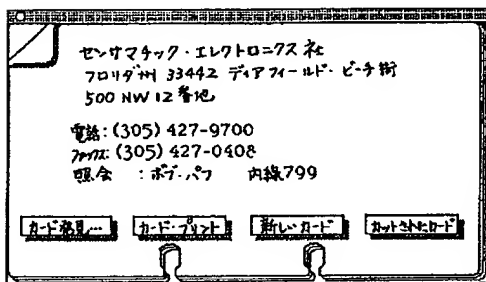 センサマチック・エレクトロニクス社
フロリダ州 33442 ディアフィールド・ビーチ街
500 NW 12 番地
電話: (305) 427-9700
ファックス: (305) 427-0408
照会 : ボブ・パフ 内線799
カード発見… カード・プリント 新しいカード カットされたカード